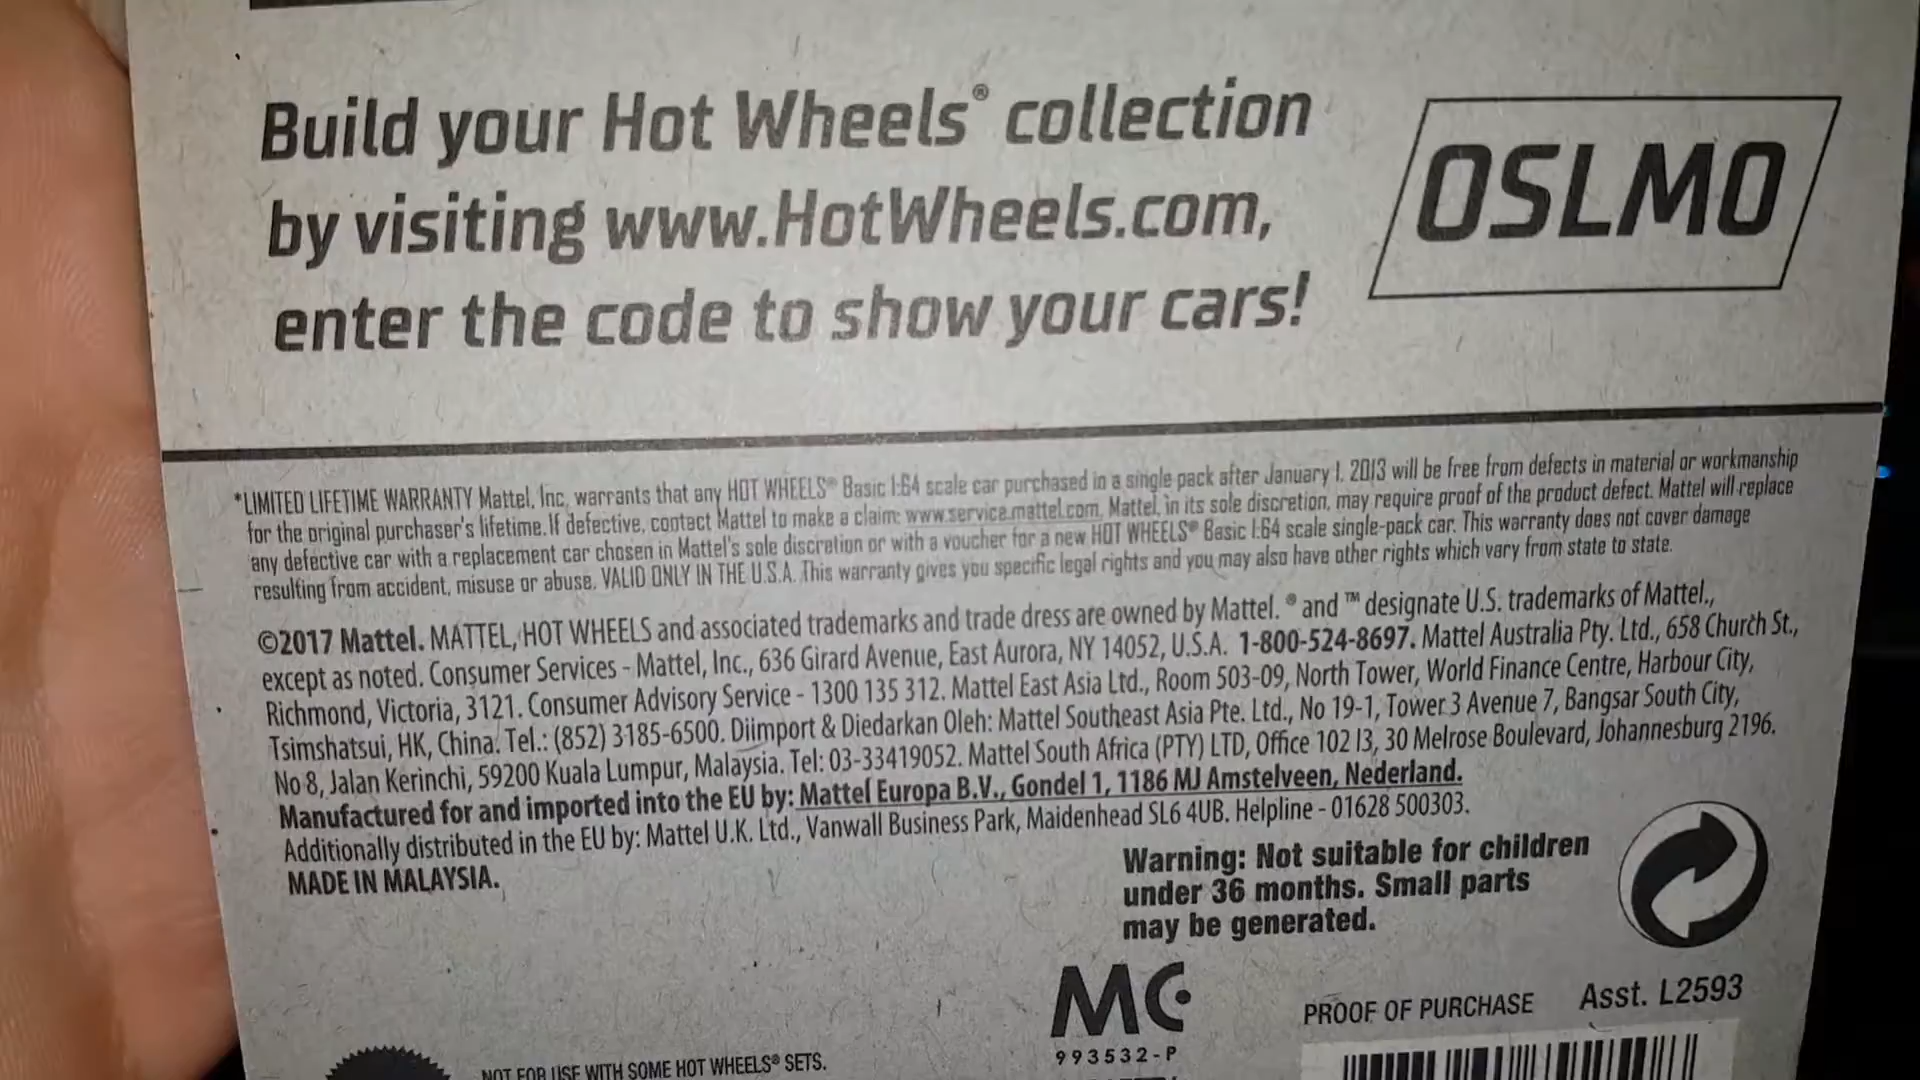 Build your Hot Wheels® collection
by visiting www.HotWheels.com,
enter the code to show your cars!
OSLMO
*LIMITED LIFETIME WARRANTY Mattel, Inc. warrants that any HOT WHEELS® Basic 1:64 scale car purchased in a single pack after January 1, 2013 will be free from defects in material or workmanship
for the original purchaser's lifetime. If defective, contact Mattel to make a claim: www.service.mattel.com. Mattel, in its sole discretion, may require proof of the product defect. Mattel will replace
any defective car with a replacement car chosen in Mattel's sole discretion or with a voucher for a new HOT WHEELS® Basic 1:64 scale single-pack car. This warranty does not cover damage
resulting from accident, misuse or abuse. VALID ONLY IN THE U.S.A. This warranty gives you specific legal rights and you may also have other rights which vary from state to state.
©2017 Mattel. MATTEL, HOT WHEELS and associated trademarks and trade dress are owned by Mattel. ® and ™ designate U.S. trademarks of Mattel.,
except as noted. Consumer Services - Mattel, Inc., 636 Girard Avenue, East Aurora, NY 14052, U.S.A. 1-800-524-8697. Mattel Australia Pty. Ltd., 658 Church St.,
Richmond, Victoria, 3121. Consumer Advisory Service - 1300 135 312. Mattel East Asia Ltd., Room 503-09, North Tower, World Finance Centre, Harbour City,
Tsimshatsui, HK, China. Tel.: (852) 3185-6500. Diimport & Diedarkan Oleh: Mattel Southeast Asia Pte. Ltd., No 19-1, Tower 3 Avenue 7, Bangsar South City,
No 8, Jalan Kerinchi, 59200 Kuala Lumpur, Malaysia. Tel: 03-33419052. Mattel South Africa (PTY) LTD, Office 102 I3, 30 Melrose Boulevard, Johannesburg 2196.
Manufactured for and imported into the EU by: Mattel Europa B.V., Gondel 1, 1186 MJ Amstelveen, Nederland.
Additionally distributed in the EU by: Mattel U.K. Ltd., Vanwall Business Park, Maidenhead SL6 4UB. Helpline - 01628 500303.
MADE IN MALAYSIA.
Warning: Not suitable for children
under 36 months. Small parts
may be generated.
MC
993532-P
PROOF OF PURCHASE Asst. L2593
NOT FOR USE WITH SOME HOT WHEELS® SETS.